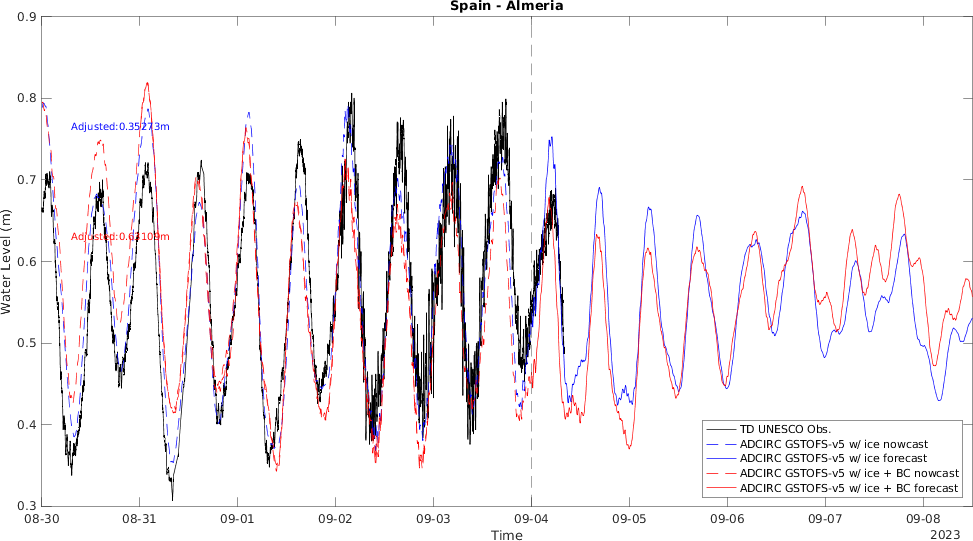 Spain - Almeria
Water Level (m)
0.9
0.8
0.7
0.6
0.5
0.4
0.3
Adjusted:0.35273m
Adjusted:0.63109m
TD UNESCO Obs.
ADCIRC GSTOFS-v5 w/ ice nowcast
ADCIRC GSTOFS-v5 w/ ice forecast
ADCIRC GSTOFS-v5 w/ ice + BC nowcast
ADCIRC GSTOFS-v5 w/ ice + BC forecast
08-30 08-31 09-01 09-02 09-03 09-04 09-05 09-06 09-07 09-08
Time
2023